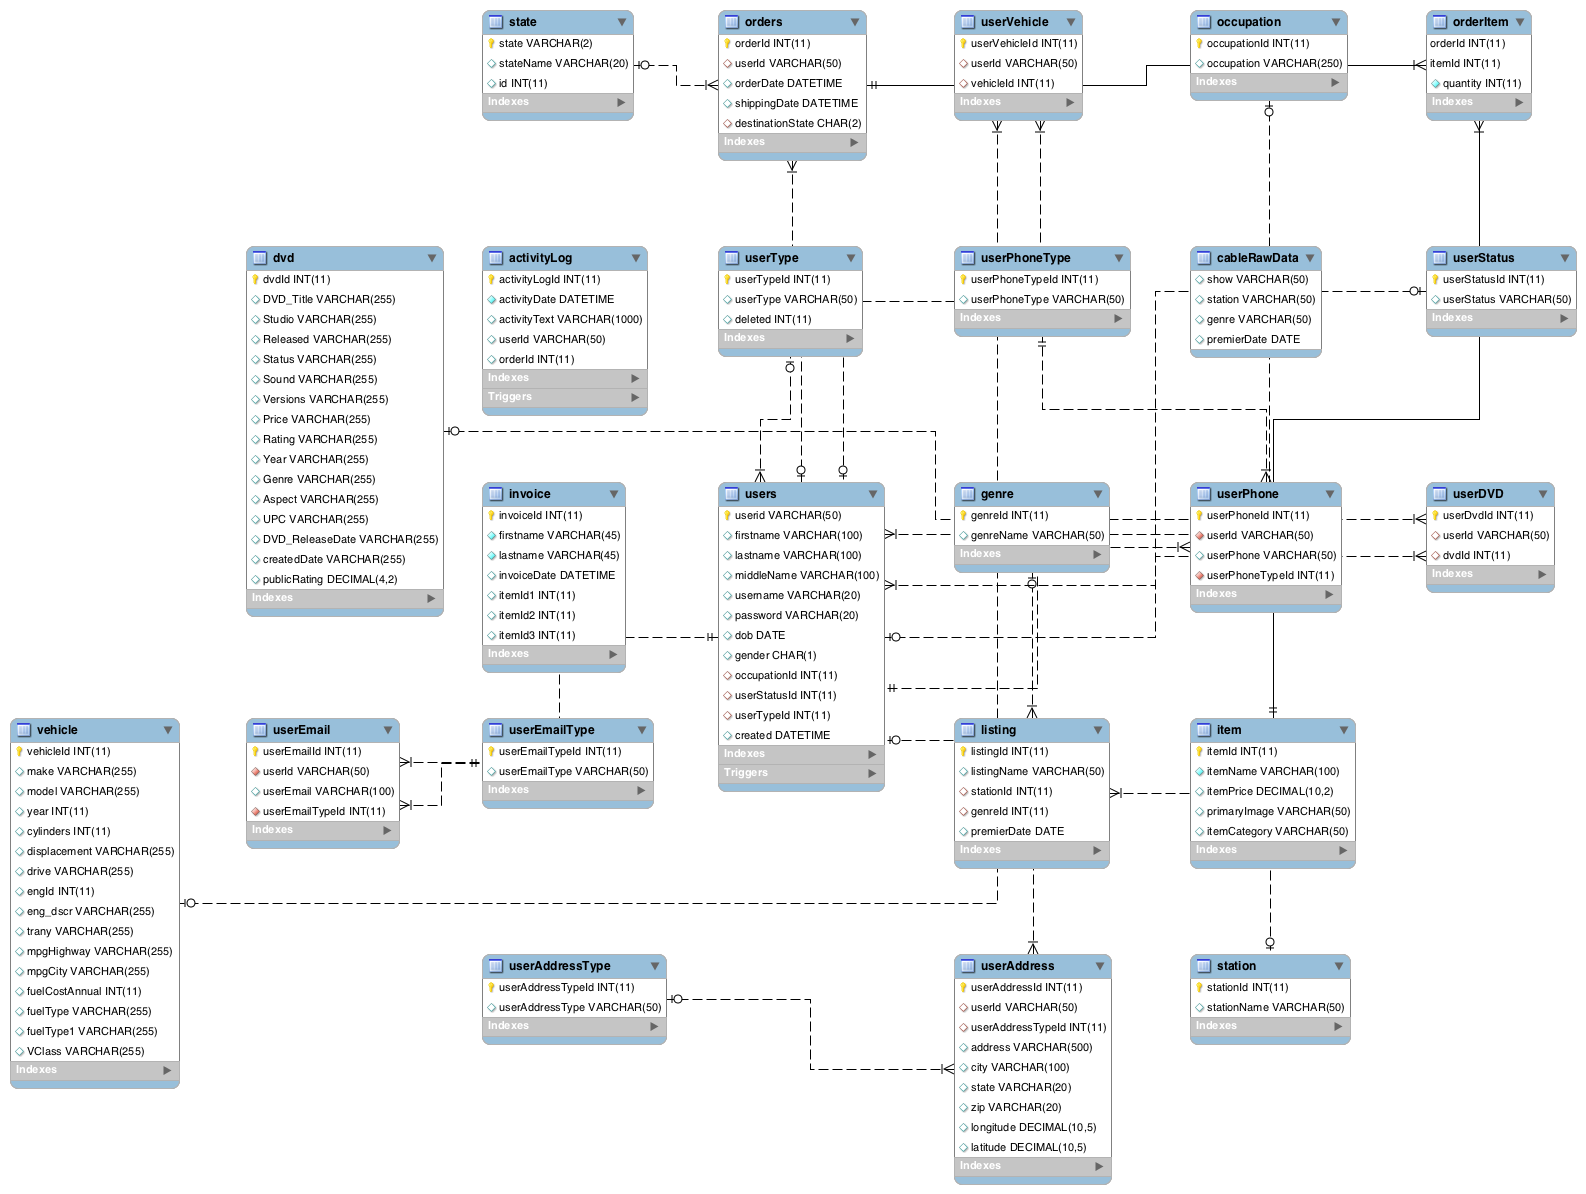 state
state VARCHAR(2)
stateName VARCHAR(20)
id INT(11)
Indexes
orders
orderId INT(11)
userId VARCHAR(50)
orderDate DATETIME
shippingDate DATETIME
destinationState CHAR(2)
Indexes
userVehicle
userVehicleId INT(11)
userId VARCHAR(50)
vehicleId INT(11)
Indexes
occupation
occupationId INT(11)
occupation VARCHAR(250)
Indexes
orderItem
orderId INT(11)
itemId INT(11)
quantity INT(11)
Indexes
dvd
dvdId INT(11)
DVD_Title VARCHAR(255)
Studio VARCHAR(255)
Released VARCHAR(255)
Status VARCHAR(255)
Sound VARCHAR(255)
Versions VARCHAR(255)
Price VARCHAR(255)
Rating VARCHAR(255)
Year VARCHAR(255)
Genre VARCHAR(255)
Aspect VARCHAR(255)
UPC VARCHAR(255)
DVD_ReleaseDate VARCHAR(255)
createdDate VARCHAR(255)
publicRating DECIMAL(4,2)
Indexes
activityLog
activityLogId INT(11)
activityDate DATETIME
activityText VARCHAR(1000)
userId VARCHAR(50)
orderId INT(11)
Indexes
Triggers
userType
userTypeId INT(11)
userType VARCHAR(50)
deleted INT(11)
Indexes
userPhoneType
userPhoneTypeId INT(11)
userPhoneType VARCHAR(50)
Indexes
cableRawData
show VARCHAR(50)
station VARCHAR(50)
genre VARCHAR(50)
premierDate DATE
userStatus
userStatusId INT(11)
userStatus VARCHAR(50)
Indexes
invoice
invoiceId INT(11)
firstname VARCHAR(45)
lastname VARCHAR(45)
invoiceDate DATETIME
itemId1 INT(11)
itemId2 INT(11)
itemId3 INT(11)
Indexes
users
userid VARCHAR(50)
firstname VARCHAR(100)
lastname VARCHAR(100)
middleName VARCHAR(100)
username VARCHAR(20)
password VARCHAR(20)
dob DATE
gender CHAR(1)
occupationId INT(11)
userStatusId INT(11)
userTypeId INT(11)
created DATETIME
Indexes
Triggers
genre
genreId INT(11)
genreName VARCHAR(50)
Indexes
userPhone
userPhoneId INT(11)
userId VARCHAR(50)
userPhone VARCHAR(50)
userPhoneTypeId INT(11)
Indexes
userDVD
userDvdId INT(11)
userId VARCHAR(50)
dvdId INT(11)
Indexes
vehicle
vehicleId INT(11)
make VARCHAR(255)
model VARCHAR(255)
year INT(11)
cylinders INT(11)
displacement VARCHAR(255)
drive VARCHAR(255)
engId INT(11)
eng_dscr VARCHAR(255)
trany VARCHAR(255)
mpgHighway VARCHAR(255)
mpgCity VARCHAR(255)
fuelCostAnnual INT(11)
fuelType VARCHAR(255)
fuelType1 VARCHAR(255)
VClass VARCHAR(255)
Indexes
userEmail
userEmailId INT(11)
userId VARCHAR(50)
userEmail VARCHAR(100)
userEmailTypeId INT(11)
Indexes
userEmailType
userEmailTypeId INT(11)
userEmailType VARCHAR(50)
Indexes
listing
listingId INT(11)
listingName VARCHAR(50)
stationId INT(11)
genreId INT(11)
premierDate DATE
Indexes
item
itemId INT(11)
itemName VARCHAR(100)
itemPrice DECIMAL(10,2)
primaryImage VARCHAR(50)
itemCategory VARCHAR(50)
Indexes
userAddressType
userAddressTypeId INT(11)
userAddressType VARCHAR(50)
Indexes
userAddress
userAddressId INT(11)
userId VARCHAR(50)
userAddressTypeId INT(11)
address VARCHAR(500)
city VARCHAR(100)
state VARCHAR(20)
zip VARCHAR(20)
longitude DECIMAL(10,5)
latitude DECIMAL(10,5)
Indexes
station
stationId INT(11)
stationName VARCHAR(50)
Indexes